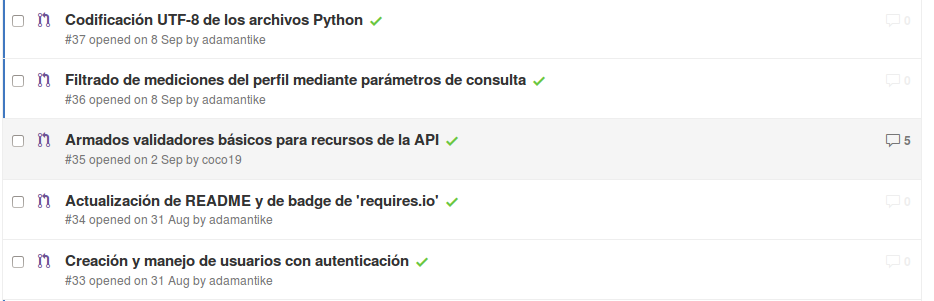 Codificación UTF-8 de los archivos Python
0
#37 opened on 8 Sep by adamantike
Filtrado de mediciones del perfil mediante parámetros de consulta
0
#36 opened on 8 Sep by adamantike
Armados validadores básicos para recursos de la API
5
#35 opened on 2 Sep by coco19
Actualización de README y de badge de 'requires.io'
0
#34 opened on 31 Aug by adamantike
Creación y manejo de usuarios con autenticación
0
#33 opened on 31 Aug by adamantike